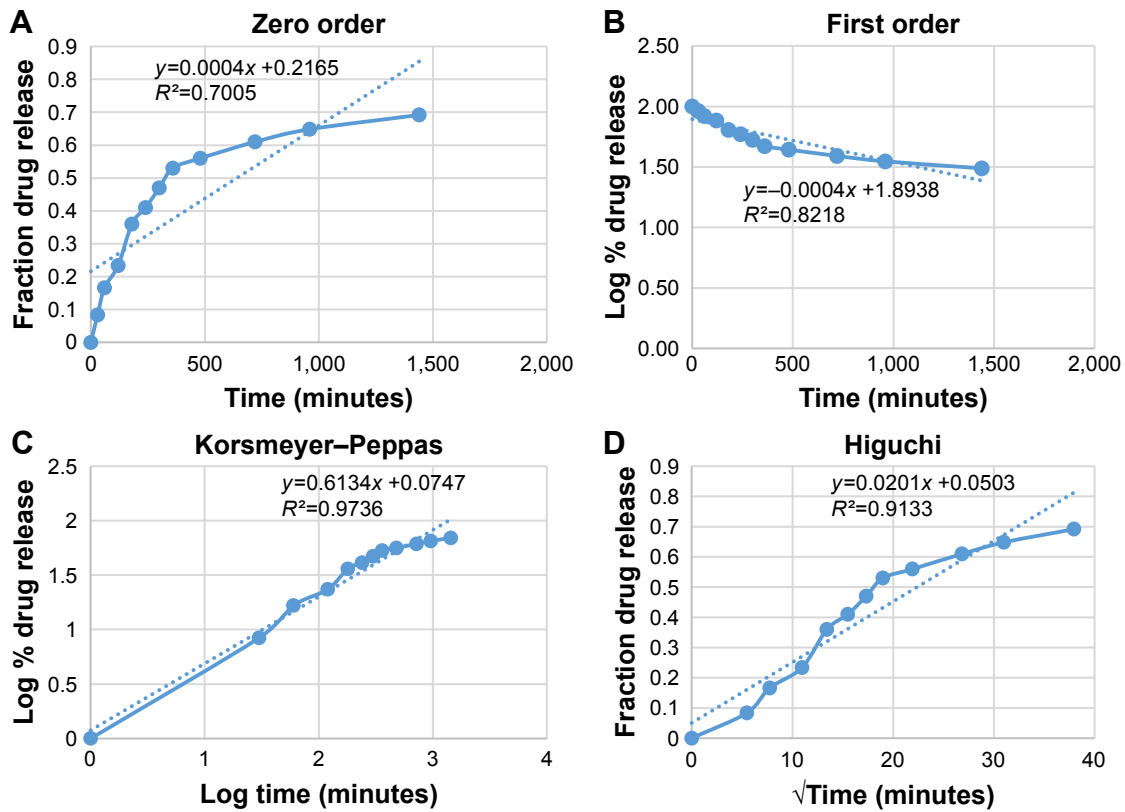 A
Zero order
Fraction drug release
0.9
0.8
0.7
0.6
0.5
0.4
0.3
0.2
0.1
0
y=0.0004x +0.2165
R²=0.7005
0
500
1,000
1,500
2,000
Time (minutes)
B
First order
Log % drug release
2.50
2.00
1.50
1.00
0.50
0.00
y=–0.0004x +1.8938
R²=0.8218
0
500
1,000
1,500
2,000
Time (minutes)
C
Korsmeyer–Peppas
Log % drug release
2.5
2
1.5
1
0.5
0
y=0.6134x +0.0747
R²=0.9736
0
1
2
3
4
Log time (minutes)
D
Higuchi
Fraction drug release
0.9
0.8
0.7
0.6
0.5
0.4
0.3
0.2
0.1
0
y=0.0201x +0.0503
R²=0.9133
0
10
20
30
40
√Time (minutes)